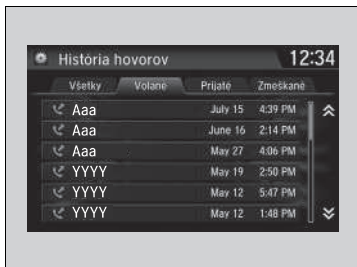 História hovorov 12:34
Všetky Volané Prijaté Zmeškané
Aaa July 15 4:39 PM
Aaa June 16 2:14 PM
Aaa May 27 4:06 PM
YYYY May 19 2:50 PM
YYYY May 12 5:47 PM
YYYY May 12 1:48 PM